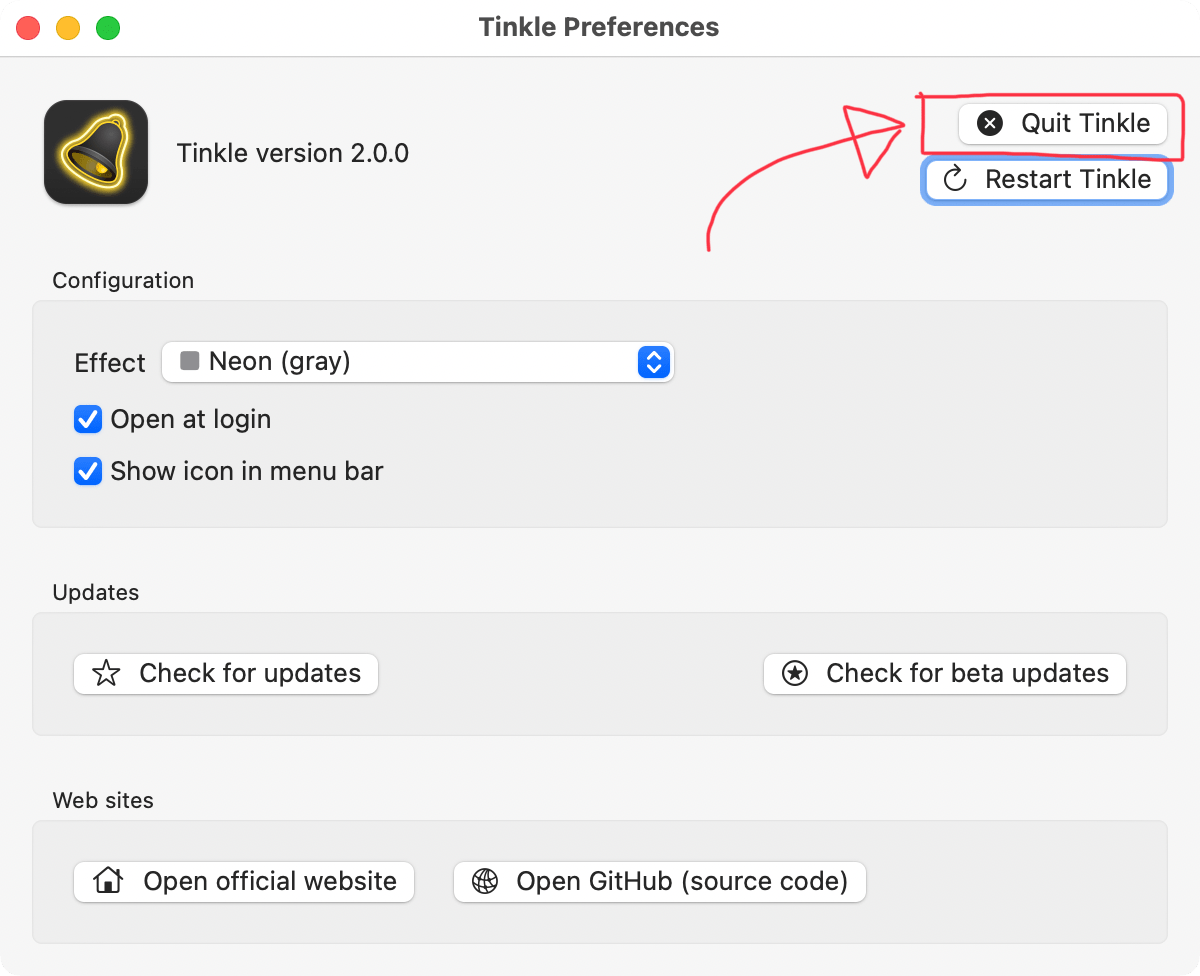 Tinkle Preferences
Tinkle version 2.0.0
Quit Tinkle
Restart Tinkle
Configuration
Effect Neon (gray)
Open at login
Show icon in menu bar
Updates
Check for updates Check for beta updates
Web sites
Open official website Open GitHub (source code)